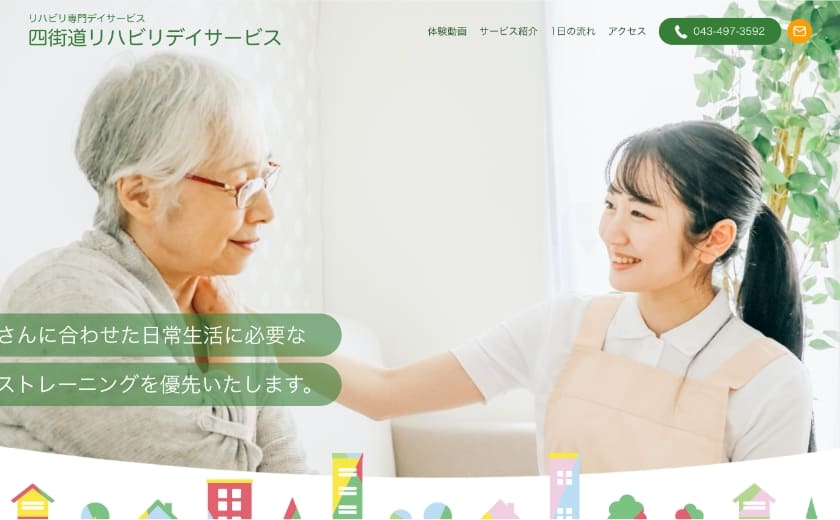 リハビリ専門デイサービス
四街道リハビリデイサービス
体験動画 サービス紹介 1日の流れ アクセス 043-497-3592
さんに合わせた日常生活に必要な
ストレーニングを優先いたします。